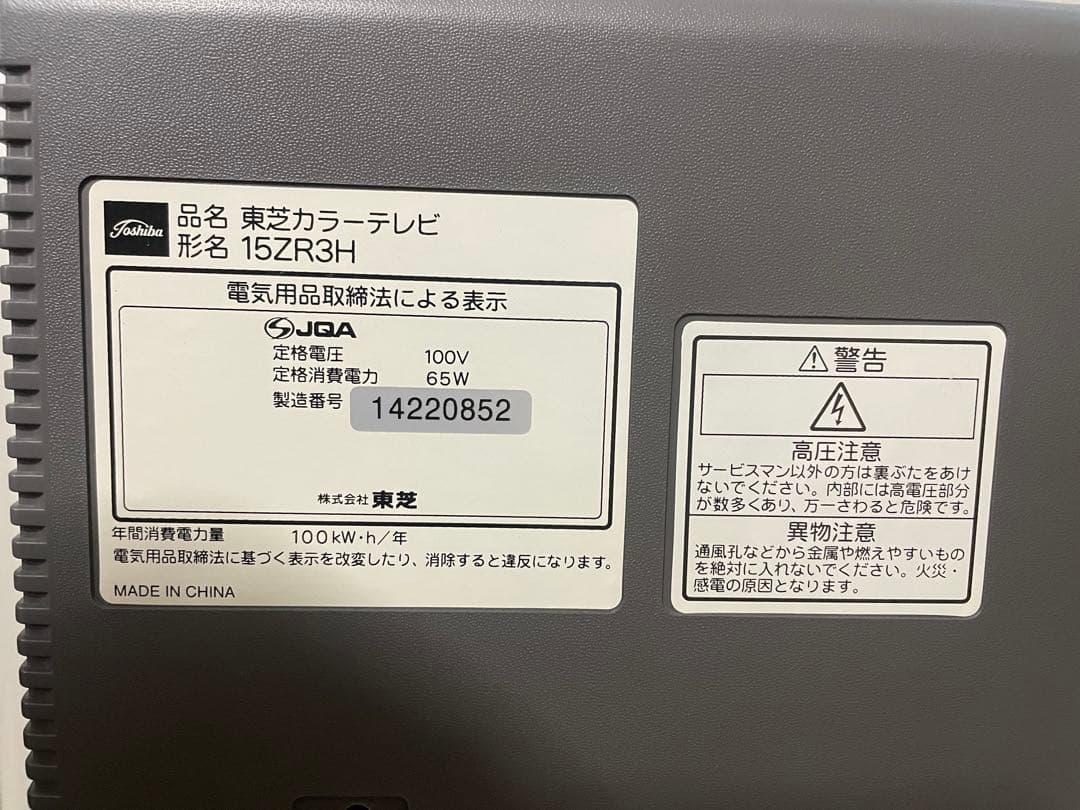 Toshiba
品名 東芝カラーテレビ
形名 15ZR3H
電気用品取締法による表示
JQA
定格電圧 100V
定格消費電力 65W
製造番号 14220852
株式会社 東芝
年間消費電力量 100kW·h/年
電気用品取締法に基づく表示を改変したり、消除すると違反になります。
MADE IN CHINA
警告
高圧注意
サービスマン以外の方は裏ぶたをあけ
ないでください。内部には高電圧部分
が数多くあり、万一さわると危険です。
異物注意
通風孔などから金属や燃えやすいもの
を絶対に入れないでください。火災・
感電の原因となります。